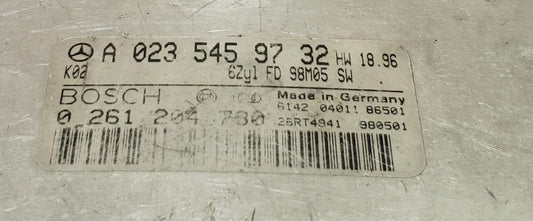 A 023 545 97 32 HW 18.96
K02 6Zyl FD 98M05 SW
BOSCH Made in Germany
6142 04011 86501
0 261 204 780 26RT4941 980501